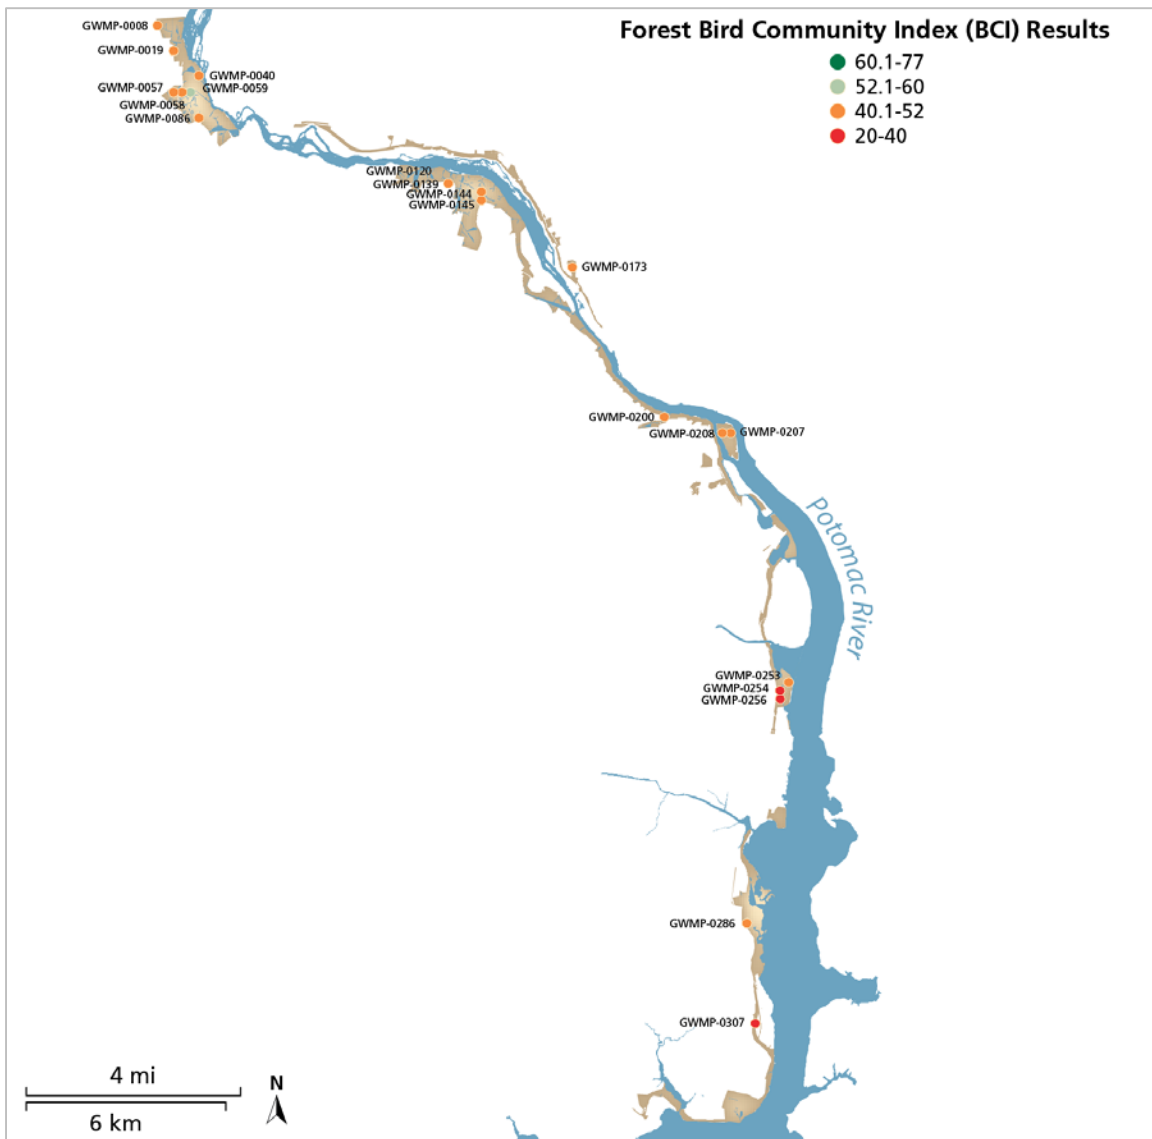 Forest Bird Community Index (BCI) Results
60.1-77
52.1-60
40.1-52
20-40
GWMP-0008
GWMP-0019
GWMP-0040
GWMP-0057
GWMP-0059
GWMP-0058
GWMP-0086
GWMP-0120
GWMP-0139
GWMP-0144
GWMP-0145
GWMP-0173
GWMP-0200
GWMP-0208
GWMP-0207
Potomac River
GWMP-0253
GWMP-0254
GWMP-0256
GWMP-0286
GWMP-0307
4 mi
6 km
N